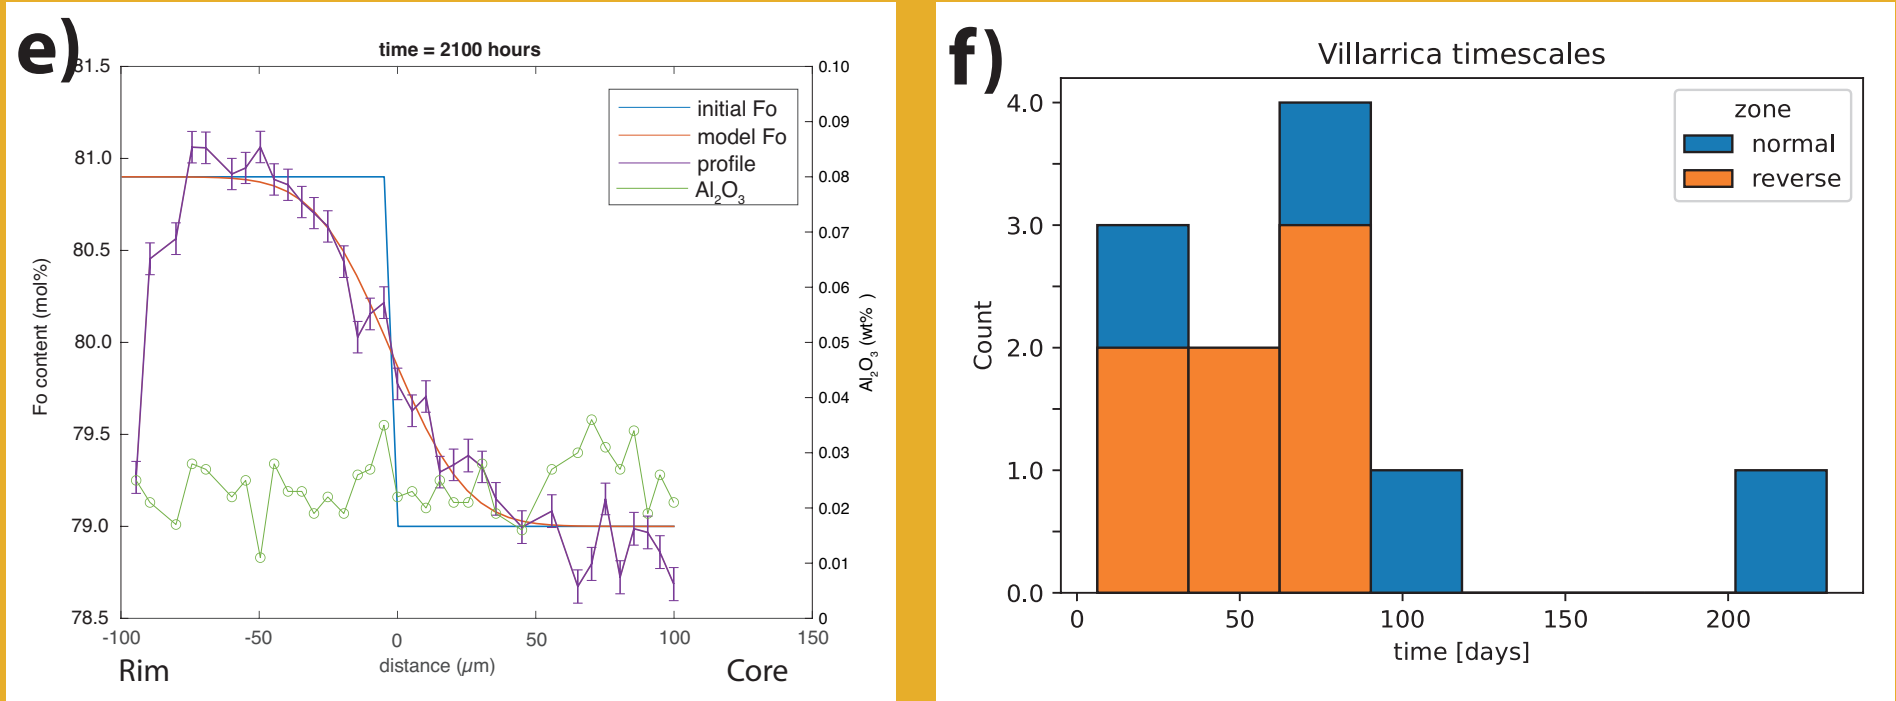 e)
time = 2100 hours
81.5
81.0
80.5
80.0
79.5
79.0
78.5
Fo content (mol%)
initial Fo
model Fo
profile
Al₂O₃
0.10
0.09
0.08
0.07
0.06
0.05
0.04
0.03
0.02
0.01
0
Al₂O₃ (wt% )
-100 -50 0 50 100 150
distance (µm)
Rim Core
f)
Villarrica timescales
4.0
3.0
2.0
1.0
0.0
Count
zone
normal
reverse
0 50 100 150 200
time [days]